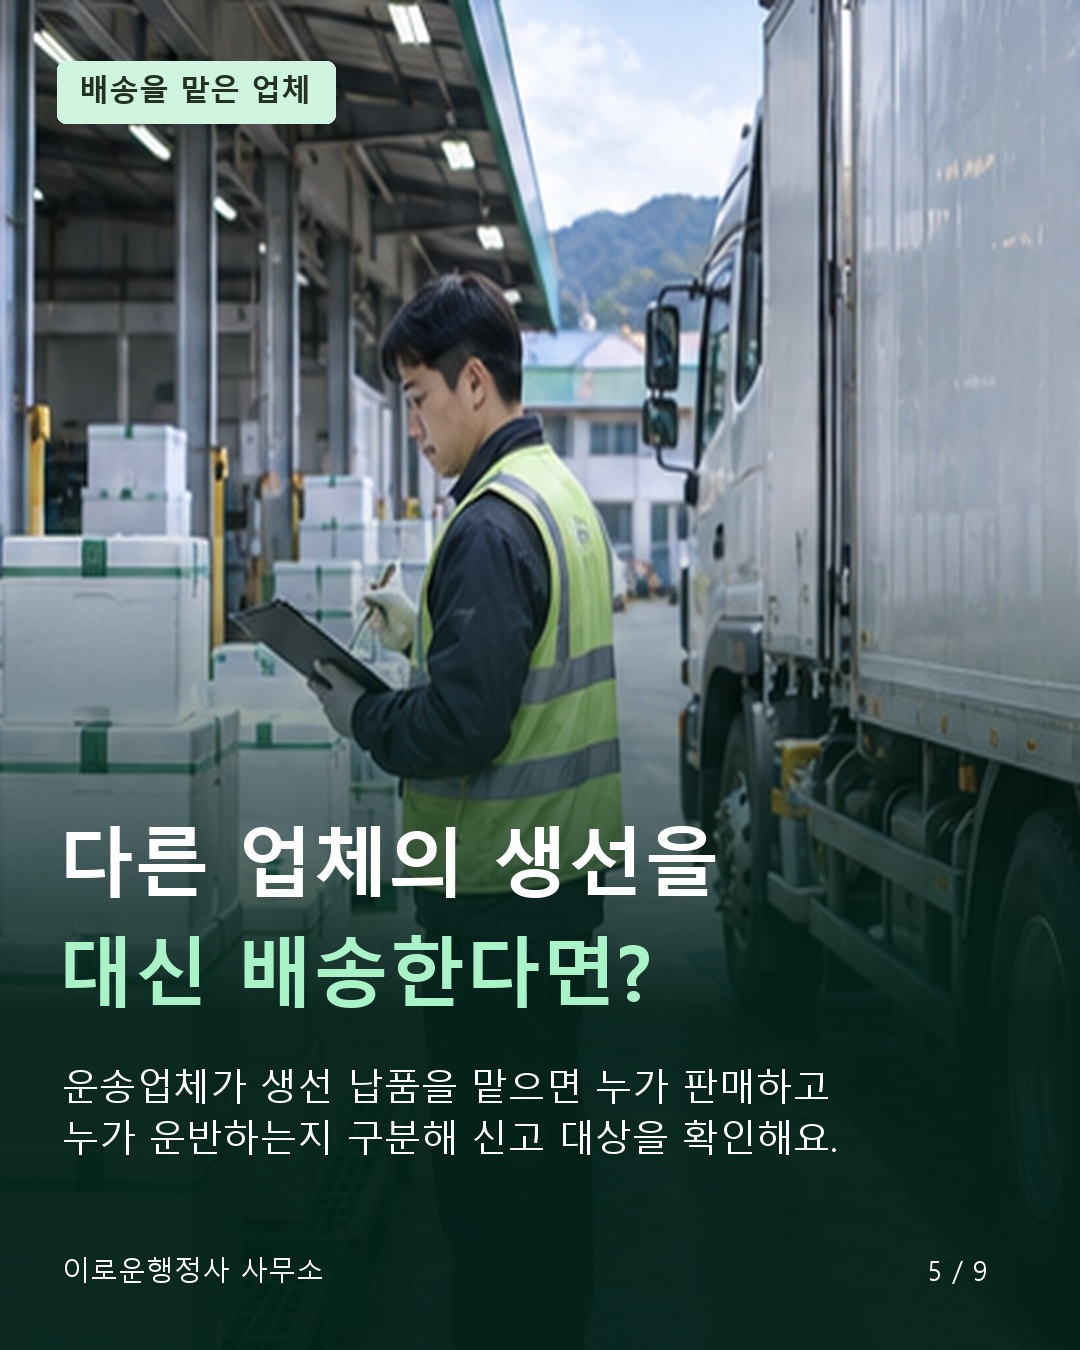 배송을 맡은 업체
다른 업체의 생선을
대신 배송한다면?
운송업체가 생선 납품을 맡으면 누가 판매하고
누가 운반하는지 구분해 신고 대상을 확인해요.
이로운행정사 사무소
5 / 9